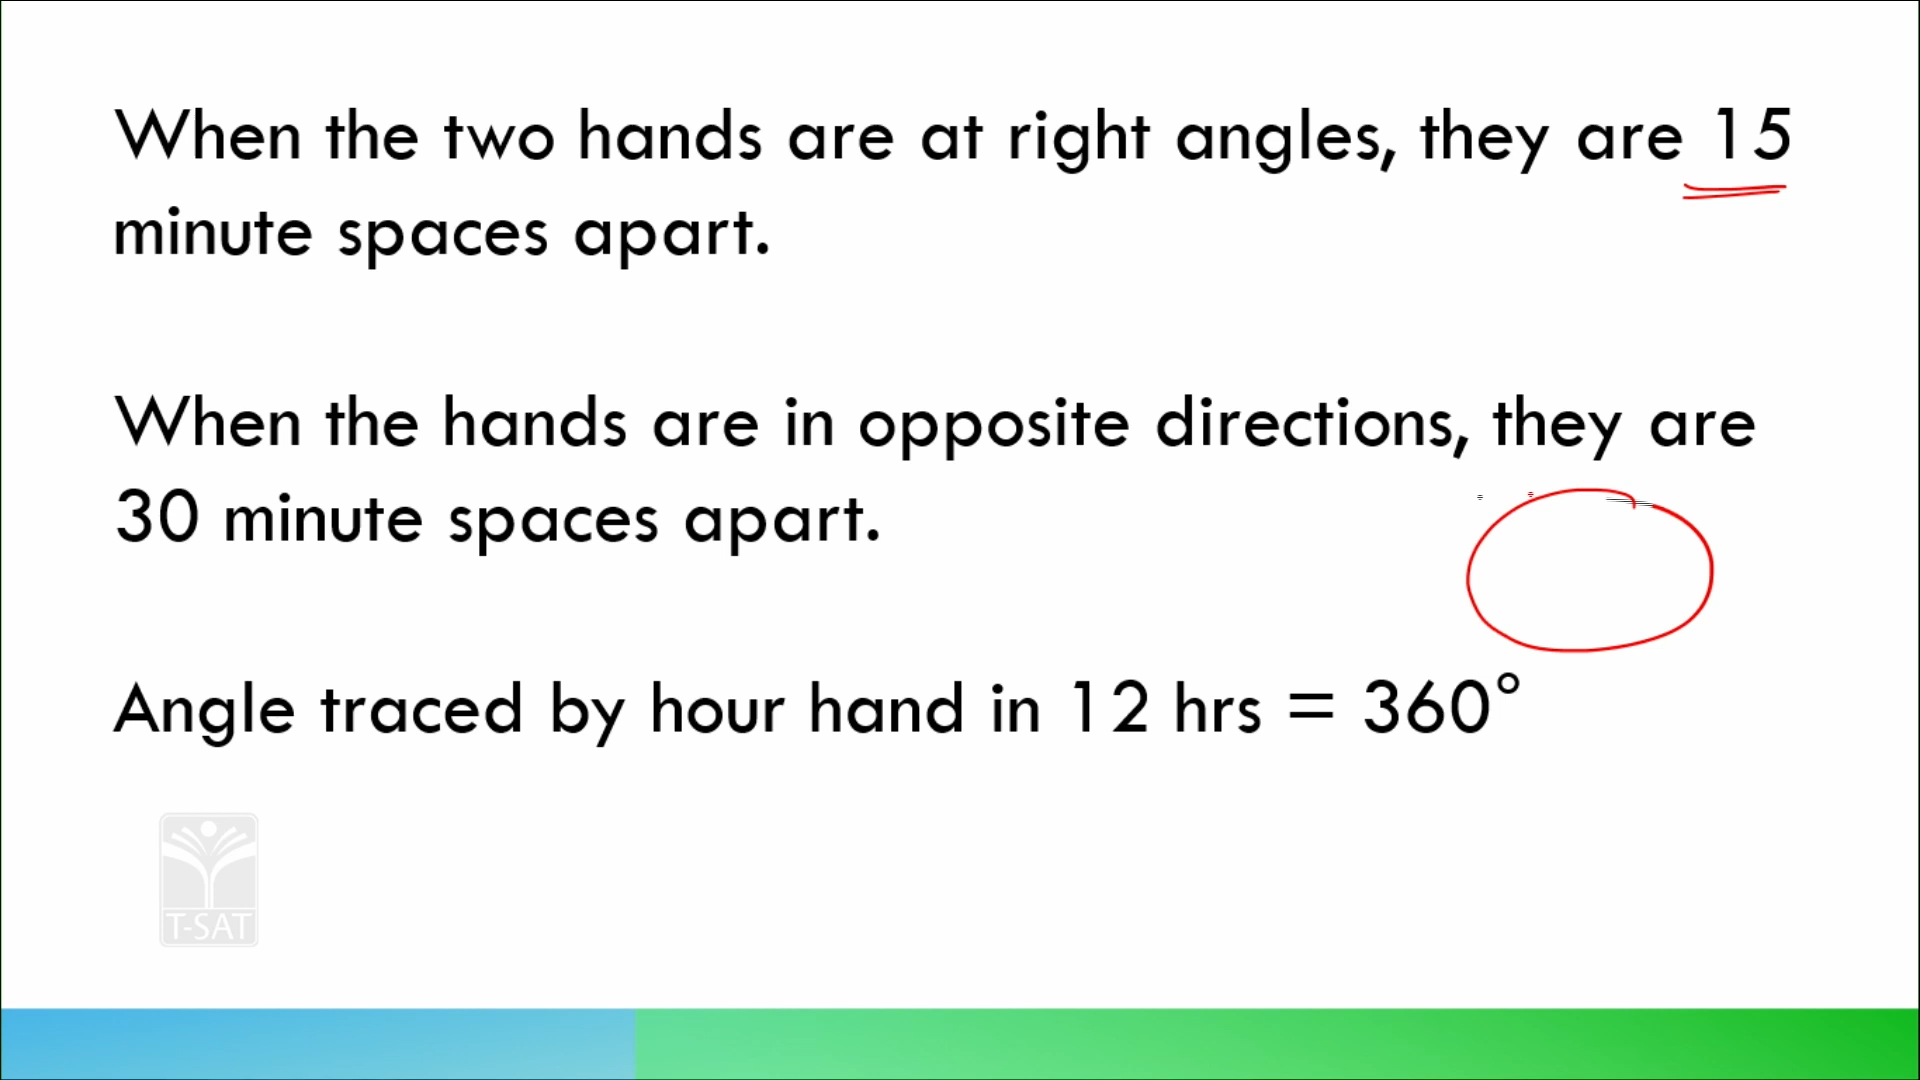 When the two hands are at right angles, they are 15
minute spaces apart.
When the hands are in opposite directions, they are
30 minute spaces apart.
Angle traced by hour hand in 12 hrs = 360°
T-SAT